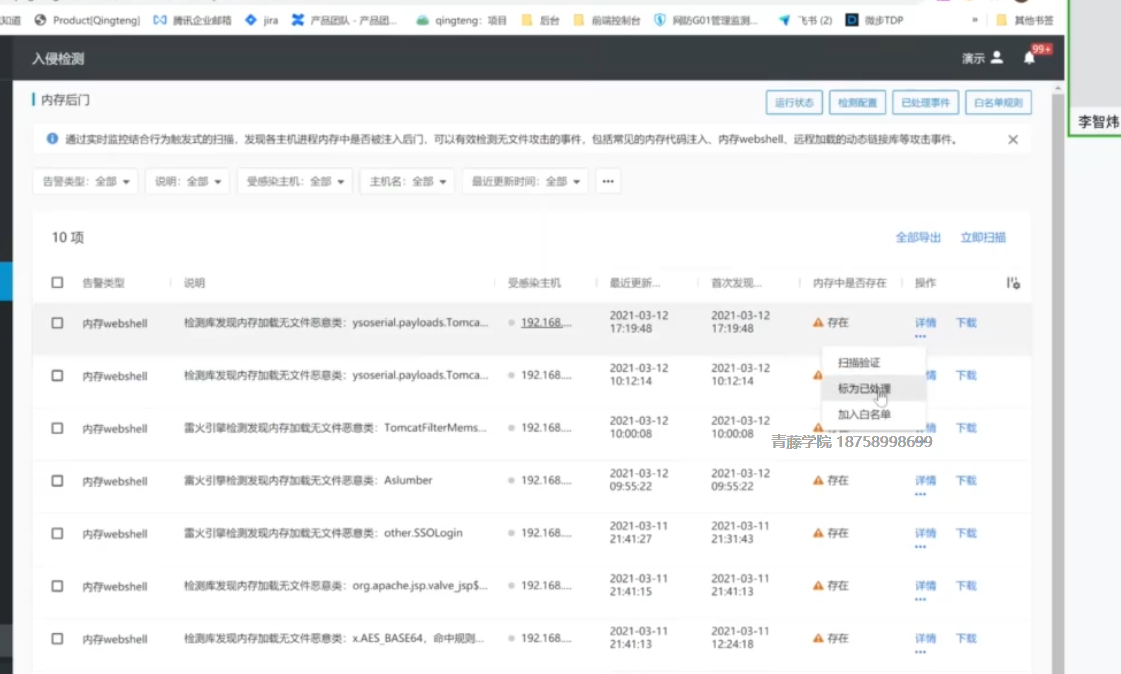 知道 Product|Qingteng| 腾讯企业邮箱 jira 产品团队 - 产品团... qingteng: 项目 后台 前端控制台 网防G01管理监测... 飞书 (2) 微步TDP » 其他书签
入侵检测 演示 99+
李智炜
内存后门 运行状态 检测配置 已处理事件 白名单规则
通过实时监控结合行为触发式的扫描，发现各主机进程内存中是否被注入后门，可以有效检测无文件攻击的事件，包括常见的内存代码注入、内存webshell、远程加载的动态链接库等攻击事件。
告警类型: 全部 说明: 全部 受感染主机: 全部 主机名: 全部 最近更新时间: 全部 ...
10 项 全部导出 立即扫描
告警类型 说明 受感染主机 最近更新... 首次发现... 内存中是否存在 操作
内存webshell 检测库发现内存加载无文件恶意类: ysoserial.payloads.Tomca... 192.168.... 2021-03-12 17:19:48 2021-03-12 17:19:48 存在 详情 下载
...
扫描验证
标为已处理
加入白名单
内存webshell 检测库发现内存加载无文件恶意类: ysoserial.payloads.Tomca... 192.168.... 2021-03-12 10:12:14 2021-03-12 10:12:14 情 下载
内存webshell 雷火引擎检测发现内存加载无文件恶意类: TomcatFilterMems... 192.168.... 2021-03-12 10:00:08 2021-03-12 10:00:08 下载
青藤学院 18758998699
内存webshell 雷火引擎检测发现内存加载无文件恶意类: Aslumber 192.168.... 2021-03-12 09:55:22 2021-03-12 09:55:22 存在 详情 下载
...
内存webshell 雷火引擎检测发现内存加载无文件恶意类: other.SSOLogin 192.168.... 2021-03-11 21:41:27 2021-03-11 21:31:43 存在 详情 下载
...
内存webshell 检测库发现内存加载无文件恶意类: org.apache.jsp.valve_jsp$... 192.168.... 2021-03-11 21:41:15 2021-03-11 21:41:13 存在 详情 下载
...
内存webshell 检测库发现内存加载无文件恶意类: x.AES_BASE64，命中规则... 192.168.... 2021-03-11 21:41:13 2021-03-11 12:24:18 存在 详情 下载
...